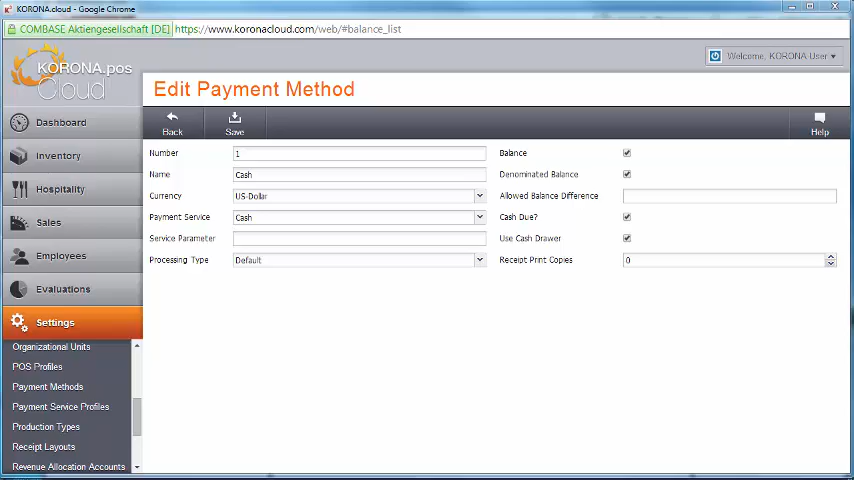 KORONA.cloud - Google Chrome
COMBASE Aktiengesellschaft [DE] https://www.koronacloud.com/web/#balance_list
KORONA.pos
Cloud
Welcome, KORONA User
Edit Payment Method
Back
Save
Help
Dashboard
Inventory
Hospitality
Sales
Employees
Evaluations
Settings
Organizational Units
POS Profiles
Payment Methods
Payment Service Profiles
Production Types
Receipt Layouts
Revenue Allocation Accounts
Number 1
Name Cash
Currency US-Dollar
Payment Service Cash
Service Parameter
Processing Type Default
Balance
Denominated Balance
Allowed Balance Difference
Cash Due?
Use Cash Drawer
Receipt Print Copies 0